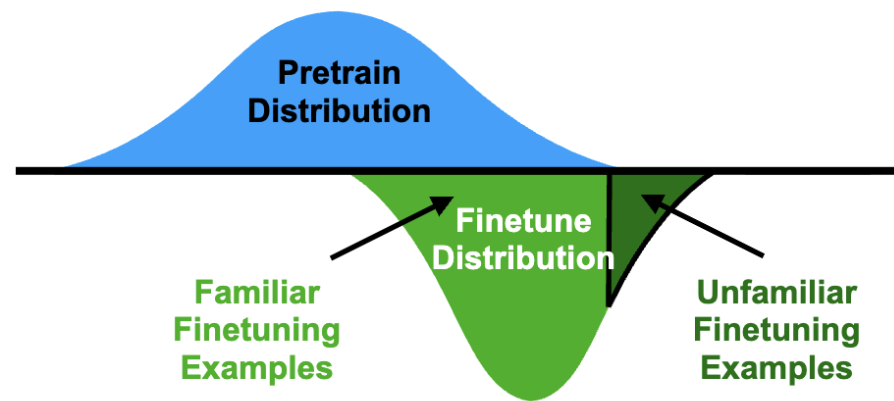 Pretrain
Distribution
Finetune
Distribution
Familiar
Finetuning
Examples
Unfamiliar
Finetuning
Examples